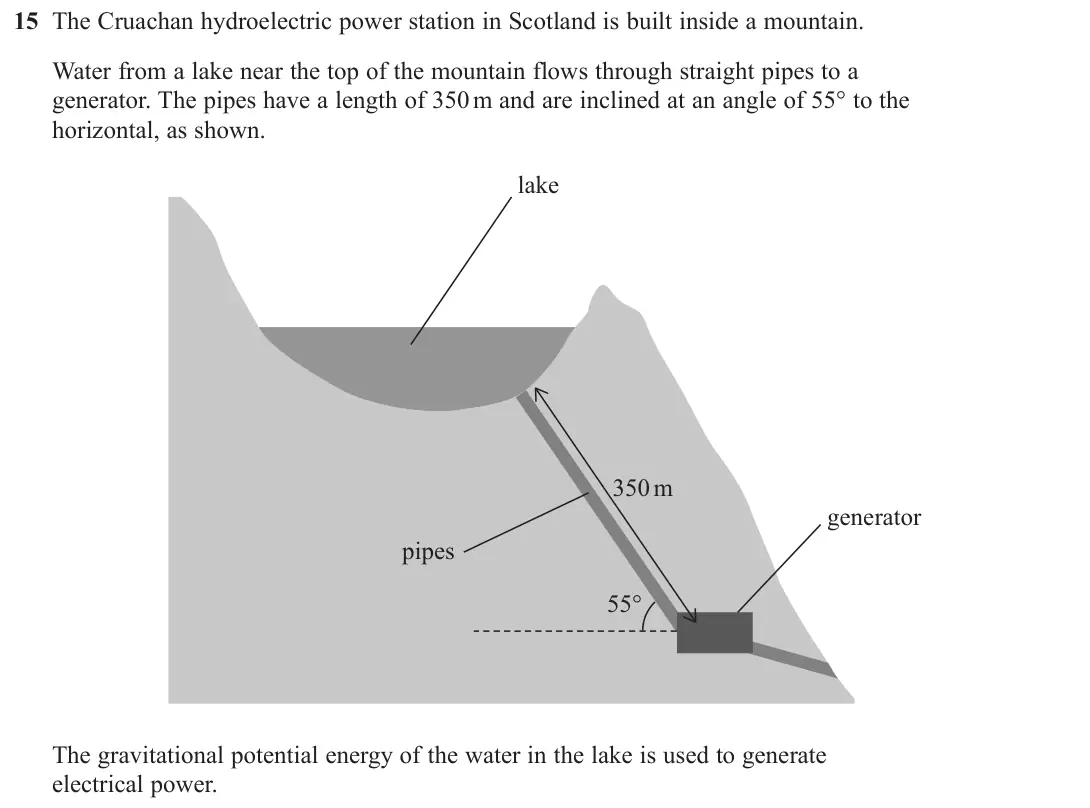 15 The Cruachan hydroelectric power station in Scotland is built inside a mountain.
Water from a lake near the top of the mountain flows through straight pipes to a
generator. The pipes have a length of 350 m and are inclined at an angle of 55° to the
horizontal, as shown.
lake
350 m
generator
pipes
55°
The gravitational potential energy of the water in the lake is used to generate
electrical power.